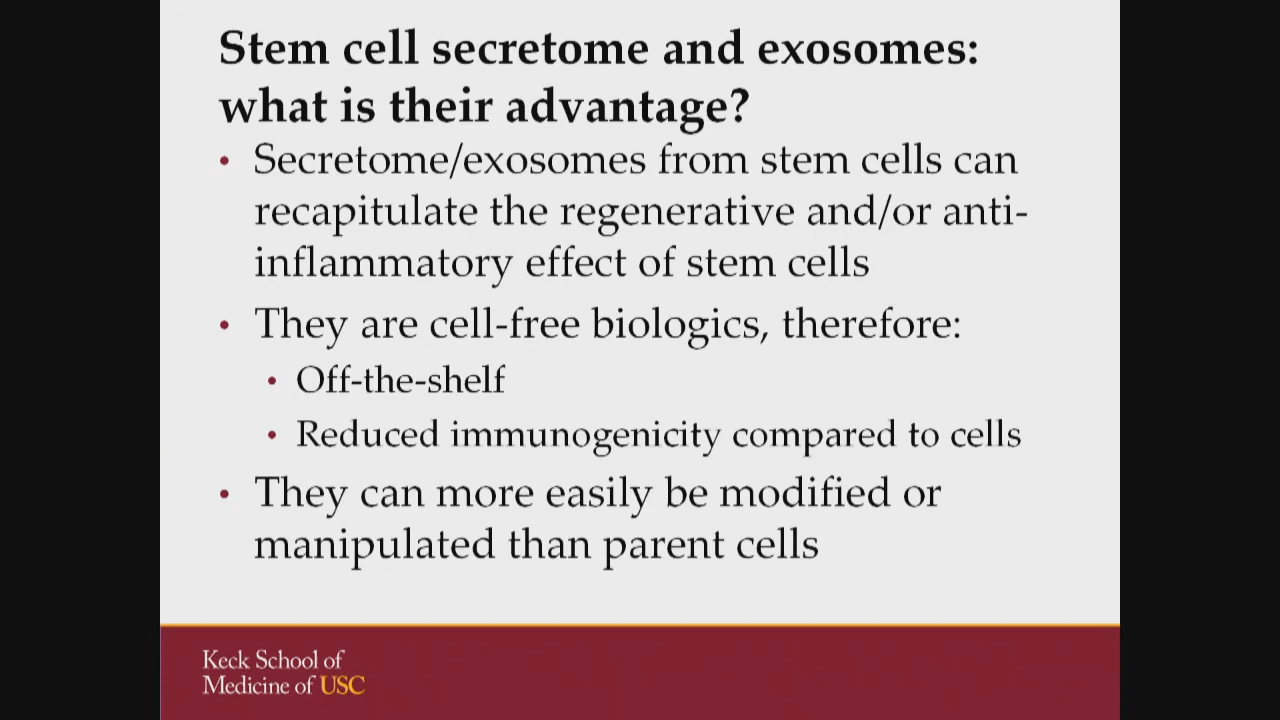 Stem cell secretome and exosomes:
what is their advantage?
• Secretome/exosomes from stem cells can
recapitulate the regenerative and/or anti-
inflammatory effect of stem cells
• They are cell-free biologics, therefore:
• Off-the-shelf
• Reduced immunogenicity compared to cells
• They can more easily be modified or
manipulated than parent cells
Keck School of
Medicine of USC